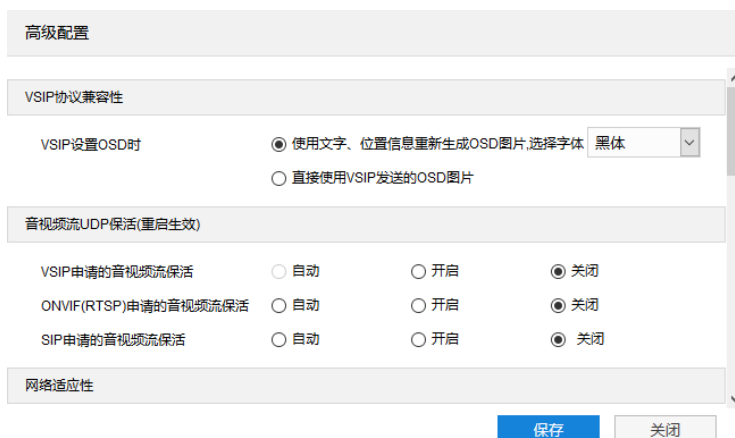 高级配置
VSIP协议兼容性
VSIP设置OSD时 使用文字、位置信息重新生成OSD图片,选择字体 黑体
直接使用VSIP发送的OSD图片
音视频流UDP保活(重启生效)
VSIP申请的音视频流保活 自动 开启 关闭
ONVIF(RTSP)申请的音视频流保活 自动 开启 关闭
SIP申请的音视频流保活 自动 开启 关闭
网络适应性
保存 关闭